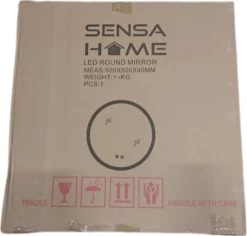 SENSA
HOME
LED ROUND MIRROR
MEAS:500X500X40MM
PCS:1
FRAGILE
HANDLE WITH CARE